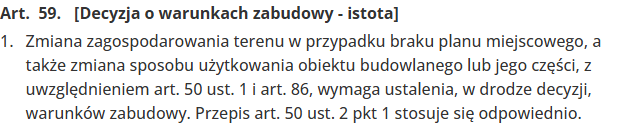 Art. 59. [Decyzja o warunkach zabudowy - istota]
1. Zmiana zagospodarowania terenu w przypadku braku planu miejscowego, a
także zmiana sposobu użytkowania obiektu budowlanego lub jego części, z
uwzględnieniem art. 50 ust. 1 i art. 86, wymaga ustalenia, w drodze decyzji,
warunków zabudowy. Przepis art. 50 ust. 2 pkt 1 stosuje się odpowiednio.